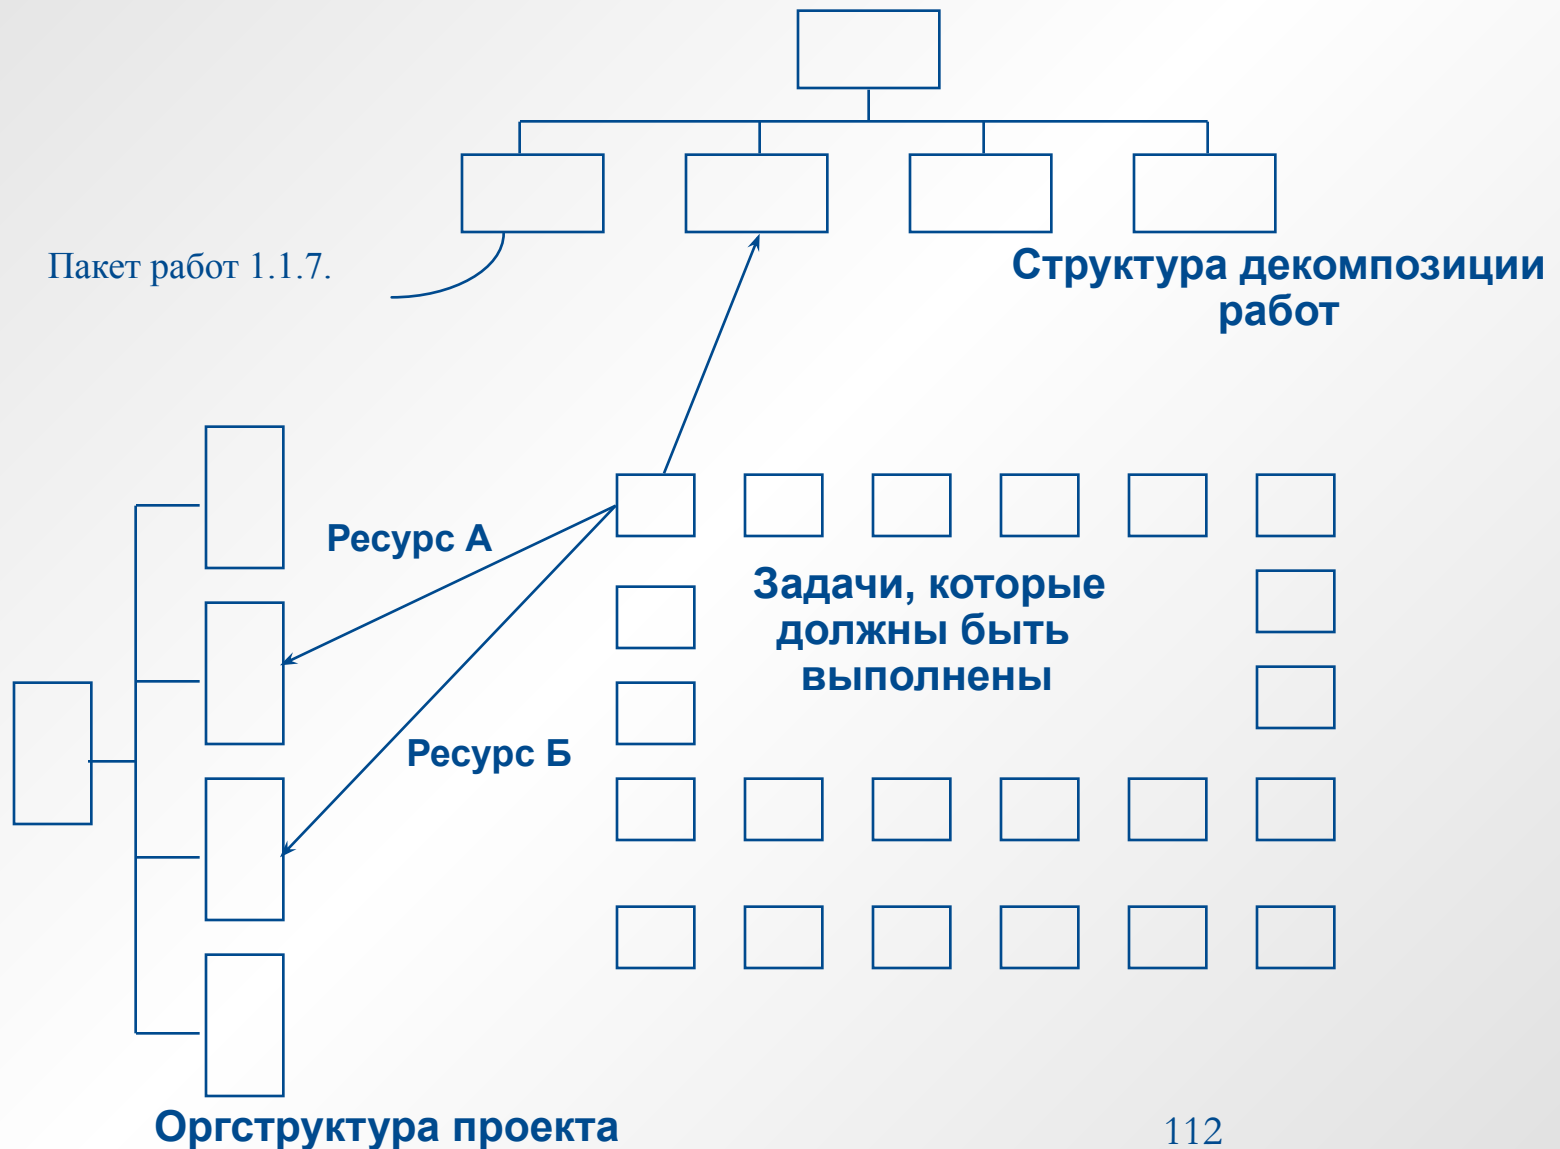 Пакет работ 1.1.7.
Структура декомпозиции
работ
Ресурс А
Задачи, которые
должны быть
выполнены
Ресурс Б
Оргструктура проекта
112